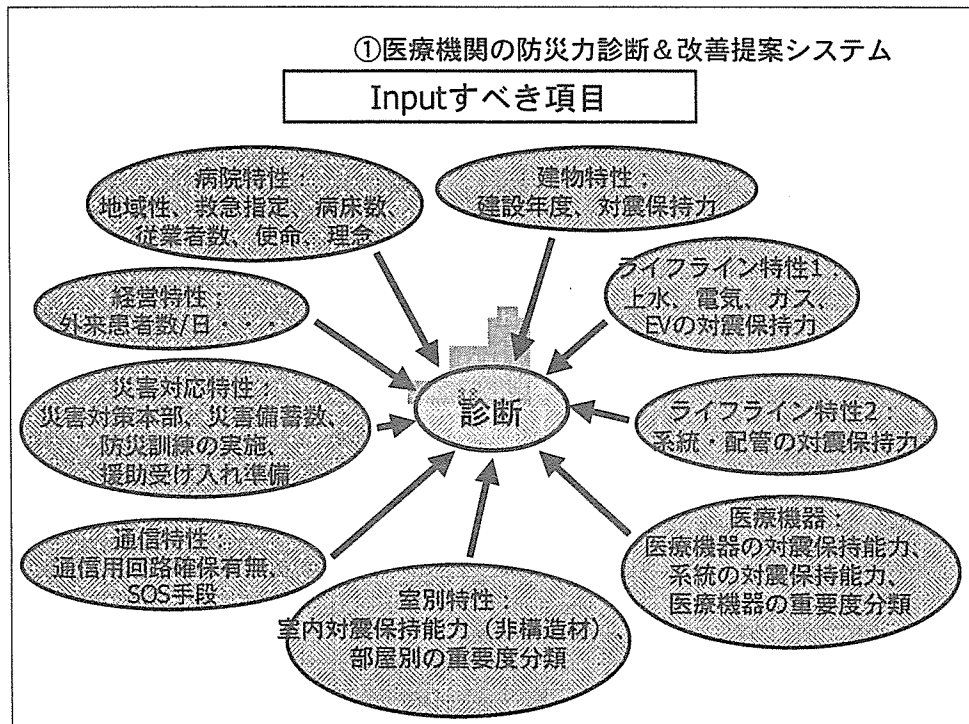 ①医療機関の防災力診断＆改善提案システム
Inputすべき項目
病院特性：
地域性、救急指定、病床数、
従業者数、使命、理念
建物特性：
建設年度、対震保持力
経営特性：
外来患者数/日・・・
ライフライン特性1：
上水、電気、ガス、
EVの対震保持力
災害対応特性：
災害対策本部、災害備蓄数、
防災訓練の実施、
援助受け入れ準備
診断
ライフライン特性2：
系統・配管の対震保持力
通信特性：
通信用回路確保有無、
SOS手段
室別特性：
室内対震保持能力（非構造材）、
部屋別の重要度分類
医療機器：
医療機器の対震保持能力、
系統の対震保持能力、
医療機器の重要度分類